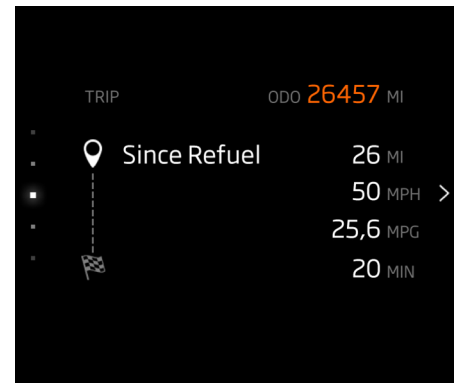 TRIP ODO 26457 MI
Since Refuel 26 MI
50 MPH
25,6 MPG
20 MIN